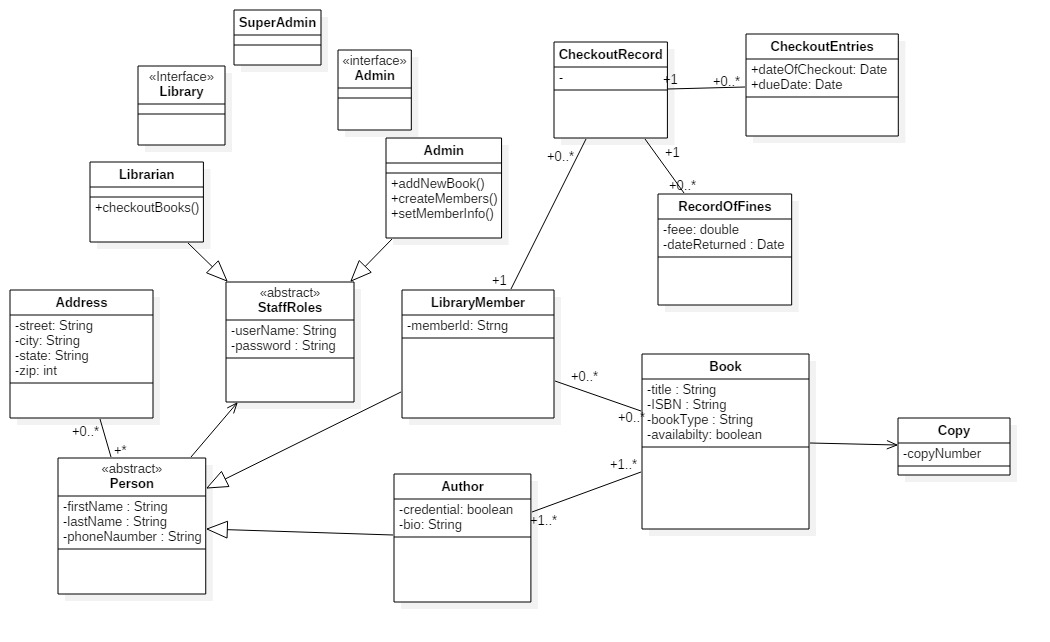 SuperAdmin
«Interface»
Library
«interface»
Admin
CheckoutRecord
-
+1
+0..*
CheckoutEntries
+dateOfCheckout: Date
+dueDate: Date
Librarian
+checkoutBooks()
Admin
+addNewBook()
+createMembers()
+setMemberInfo()
+0..*
+1
+0..*
RecordOfFines
-feee: double
-dateReturned : Date
+1
Address
-street: String
-city: String
-state: String
-zip: int
«abstract»
StaffRoles
-userName: String
-password : String
LibraryMember
-memberId: Strng
+0..*
+0..*
Book
-title : String
-ISBN : String
-bookType : String
-availabilty: boolean
Copy
-copyNumber
+0..*
+*
«abstract»
Person
-firstName : String
-lastName : String
-phoneNaumber : String
Author
-credential: boolean
-bio: String
+1..*
+1..*